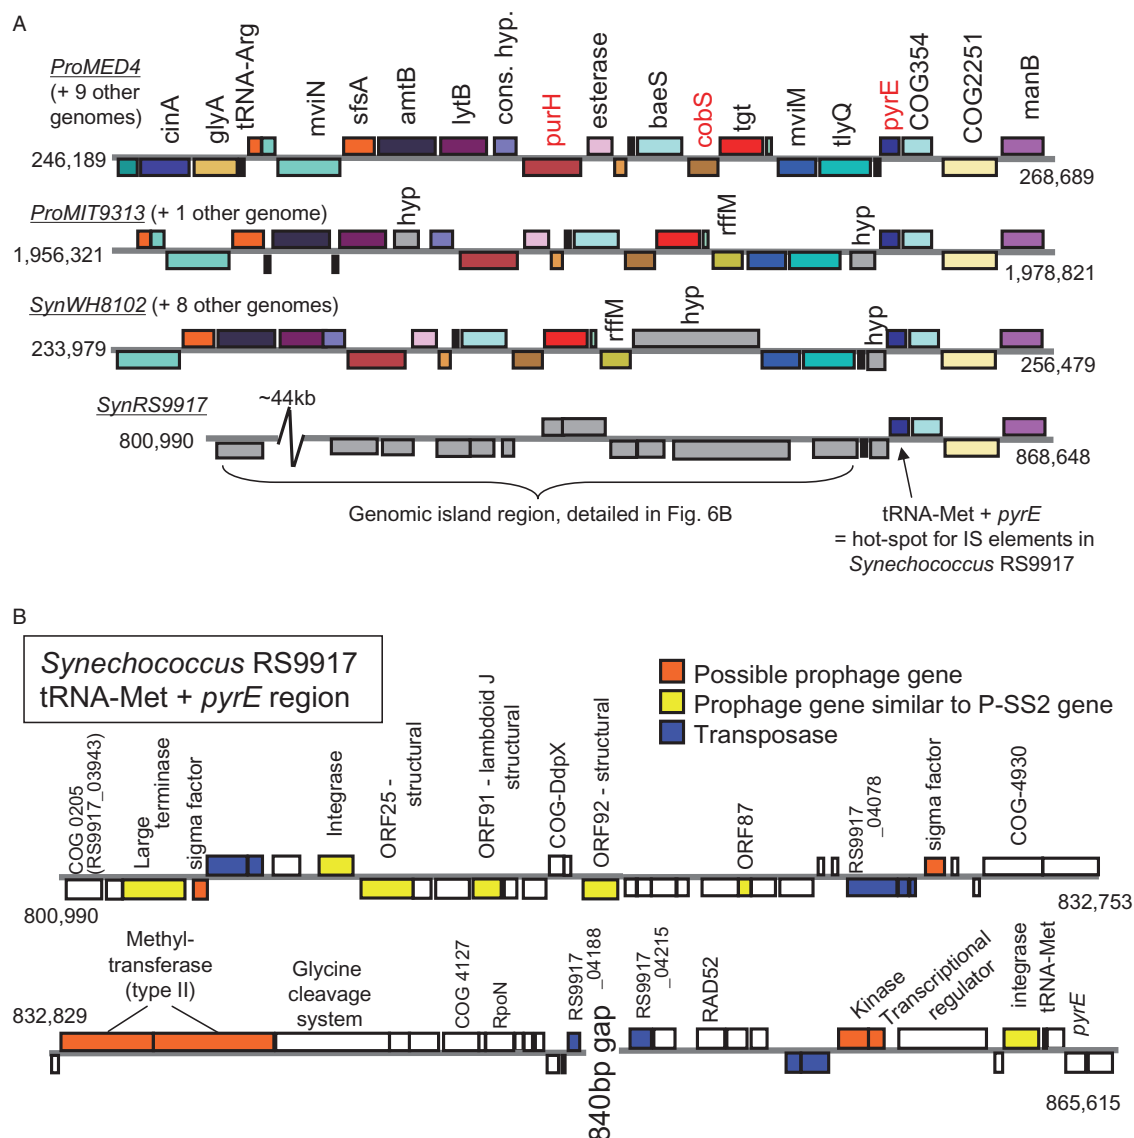 A
ProMED4
(+ 9 other
genomes)
cinA
glyA
tRNA-Arg
mviN
sfsA
amtB
lytB
cons. hyp.
purH
esterase
baeS
cobS
tgt
mviM
tlyQ
pyrE
COG354
COG2251
manB
246,189
268,689
ProMIT9313 (+ 1 other genome)
hyp
rffM
hyp
1,956,321
1,978,821
SynWH8102 (+ 8 other genomes)
rffM
hyp
hyp
233,979
256,479
SynRS9917
~44kb
800,990
868,648
Genomic island region, detailed in Fig. 6B
tRNA-Met + pyrE
= hot-spot for IS elements in
Synechococcus RS9917
B
Synechococcus RS9917
tRNA-Met + pyrE region
Possible prophage gene
Prophage gene similar to P-SS2 gene
Transposase
COG 0205
(RS9917_03943)
Large
terminase
sigma factor
Integrase
ORF25 -
structural
ORF91 - lambdoid J
structural
COG-DdpX
ORF92 - structural
ORF87
RS9917
_04078
sigma factor
COG-4930
800,990
832,753
Methyl-
transferase
(type II)
Glycine
cleavage
system
COG 4127
RpoN
RS9917
_04188
840bp gap
RS9917
_04215
RAD52
Kinase
Transcriptional
regulator
integrase
tRNA-Met
pyrE
832,829
865,615